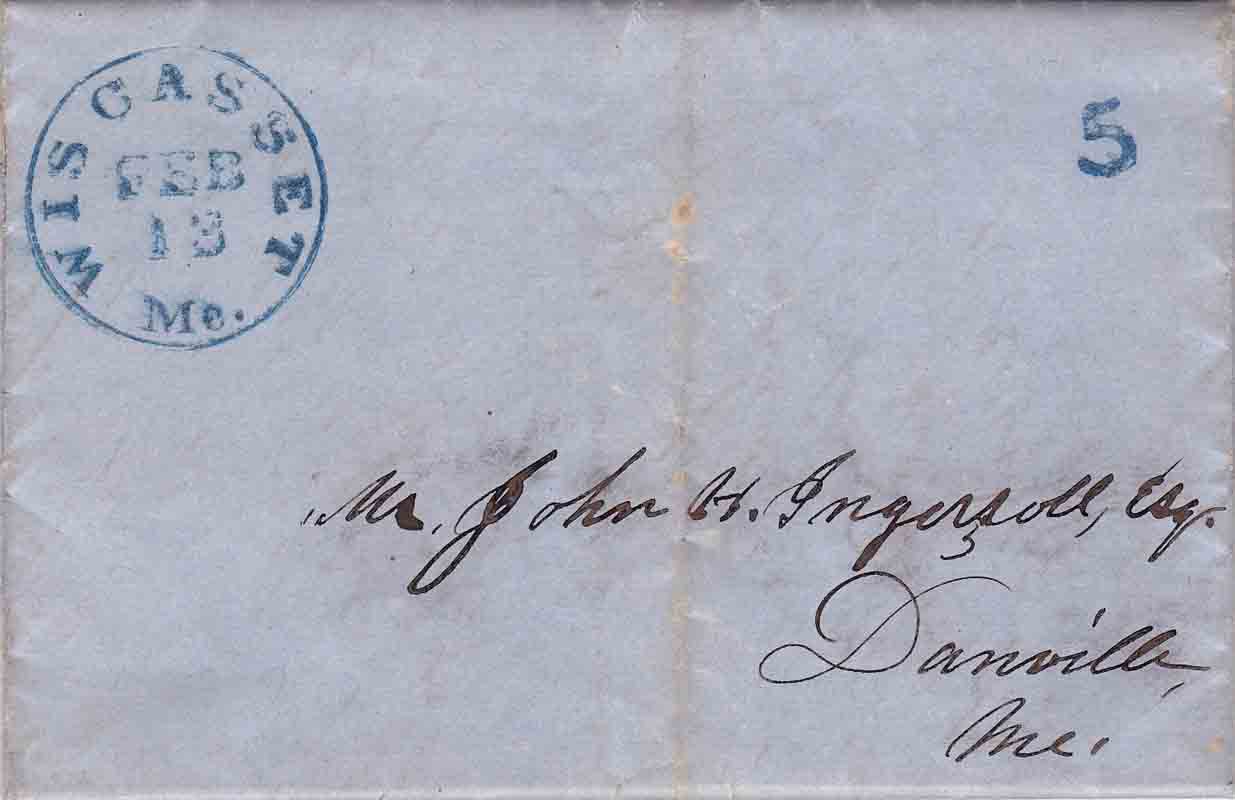 WISCASSET
FEB
13
Me.
5
Mr. John H. Ingersoll, Esq.
Danville,
Me.